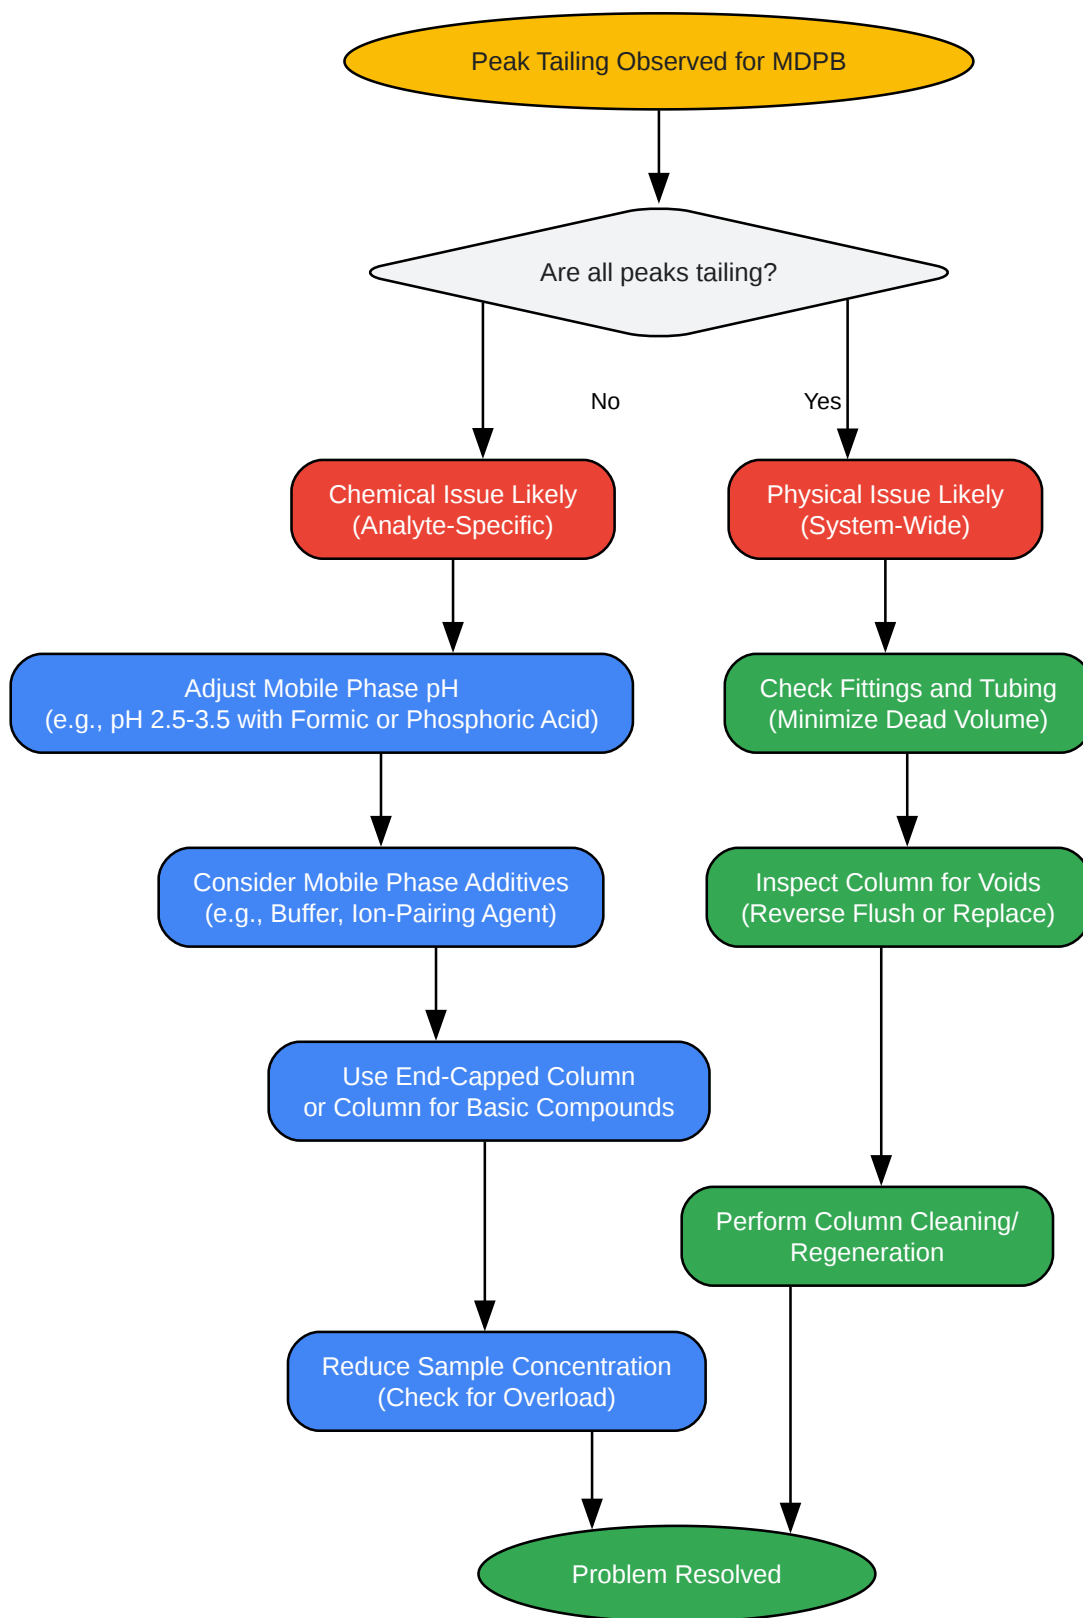 Peak Tailing Observed for MDPB
Are all peaks tailing?
No
Yes
Chemical Issue Likely
(Analyte-Specific)
Physical Issue Likely
(System-Wide)
Adjust Mobile Phase pH
(e.g., pH 2.5-3.5 with Formic or Phosphoric Acid)
Check Fittings and Tubing
(Minimize Dead Volume)
Consider Mobile Phase Additives
(e.g., Buffer, Ion-Pairing Agent)
Inspect Column for Voids
(Reverse Flush or Replace)
Use End-Capped Column
or Column for Basic Compounds
Perform Column Cleaning/
Regeneration
Reduce Sample Concentration
(Check for Overload)
Problem Resolved